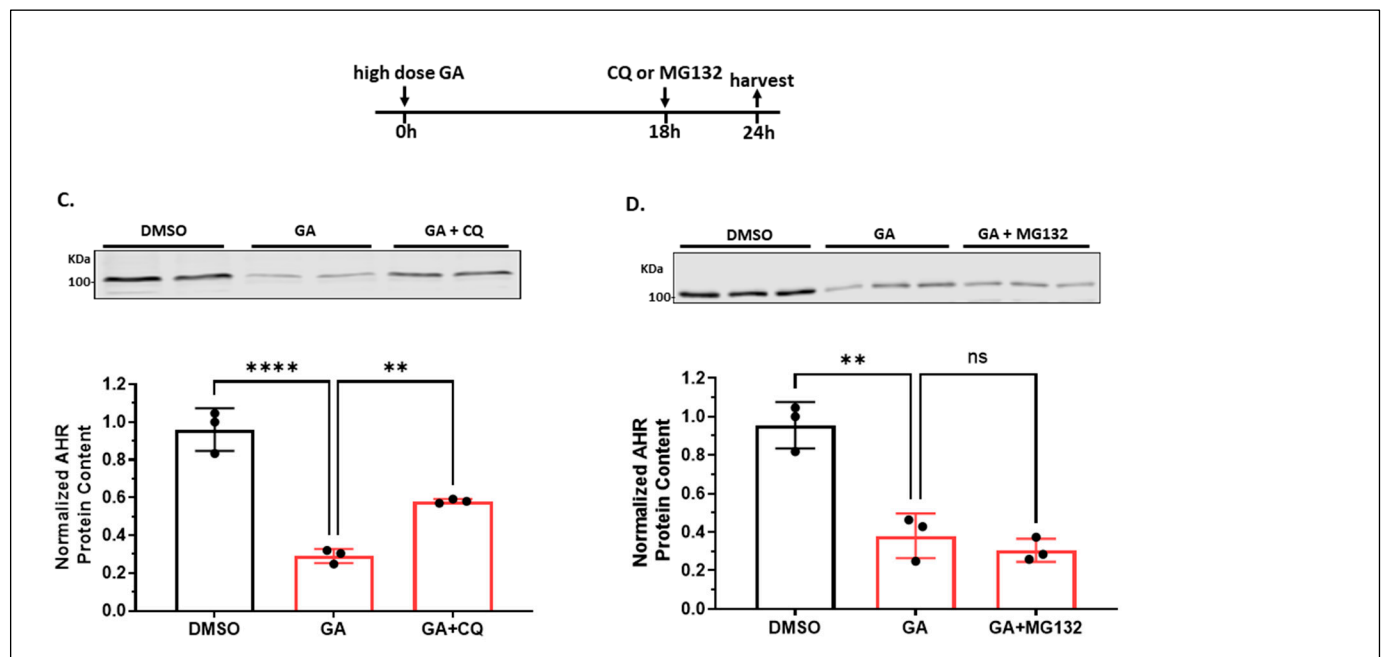 high dose GA CQ or MG132 harvest
0h 18h 24h
C.
DMSO GA GA + CQ
KDa
100-
**** **
1.2
1.0
0.8
0.6
0.4
0.2
0.0
Normalized AHR
Protein Content
DMSO GA GA+CQ
D.
DMSO GA GA + MG132
KDa
100-
** ns
1.2
1.0
0.8
0.6
0.4
0.2
0.0
Normalized AHR
Protein Content
DMSO GA GA+MG132